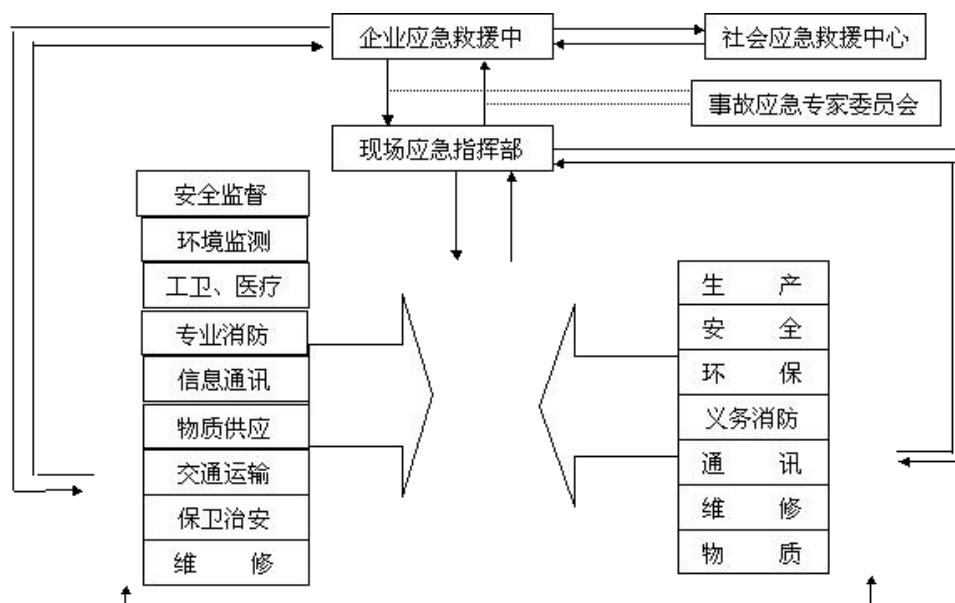 企业应急救援中
社会应急救援中心
事故应急专家委员会
现场应急指挥部
安全监督
环境监测
工卫、医疗
专业消防
信息通讯
物质供应
交通运输
保卫治安
维 修
生 产
安 全
环 保
义务消防
通 讯
维 修
物 质